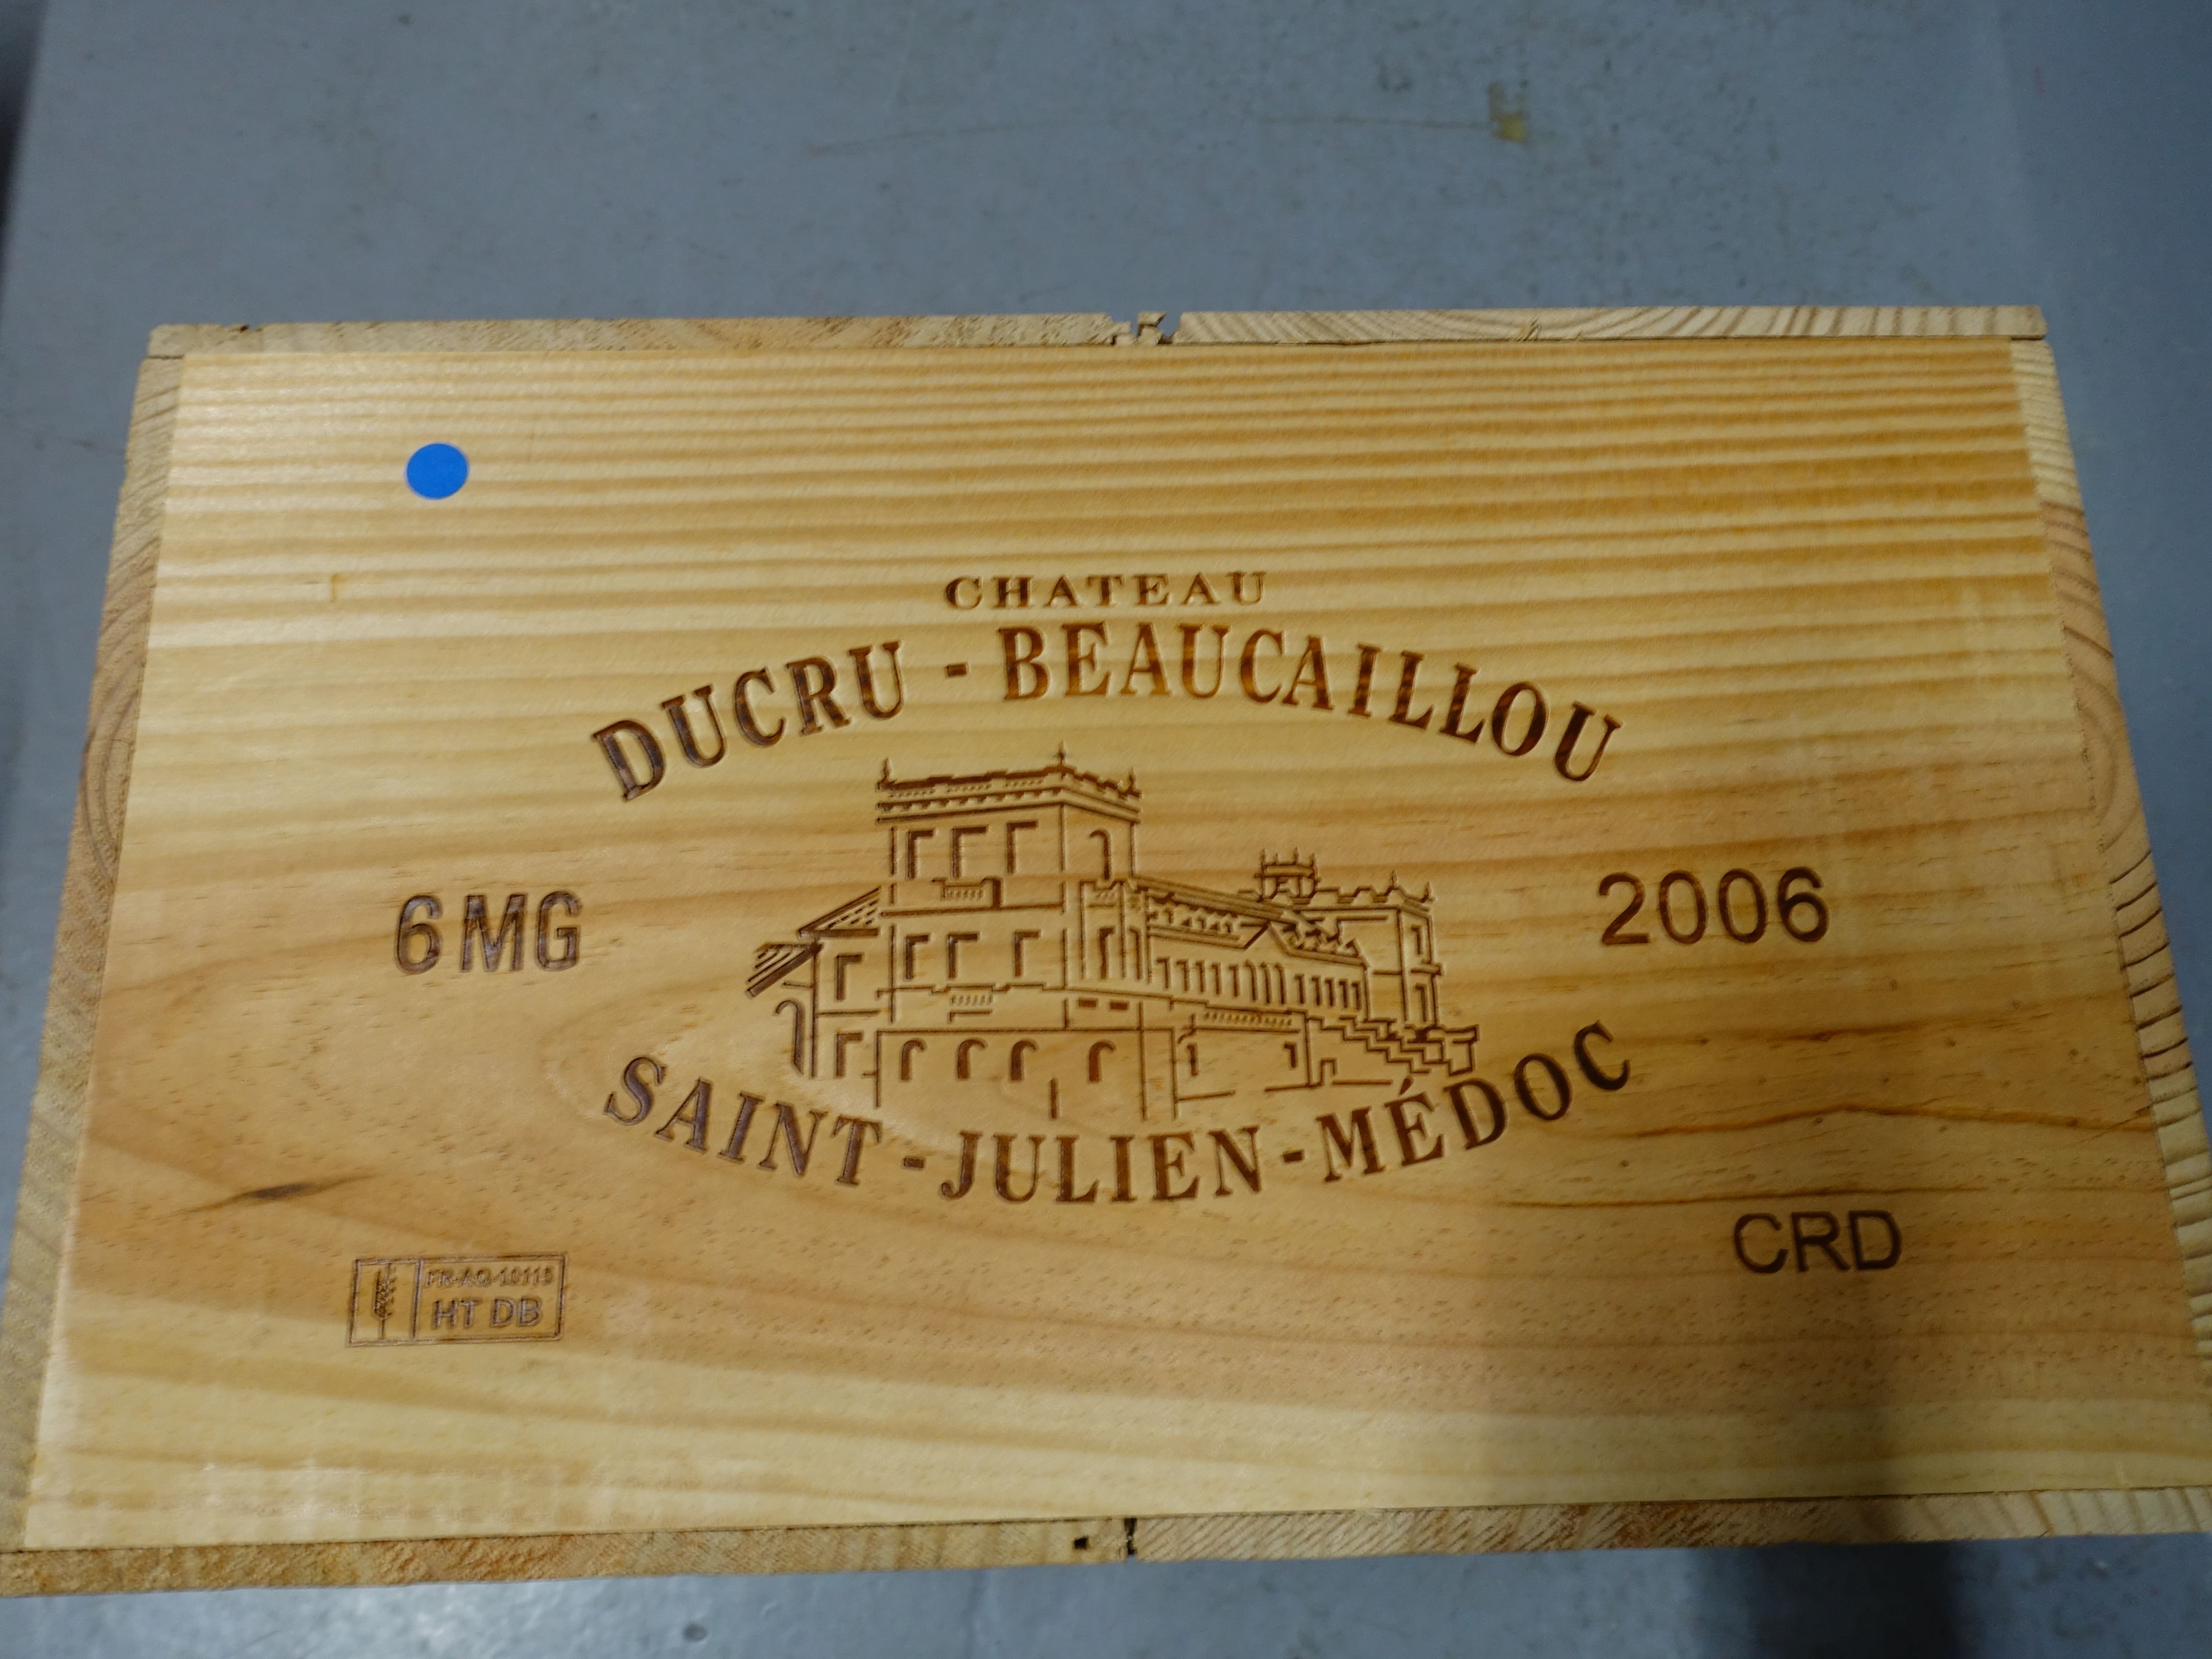 CHATEAU
DUCRU - BEAUCAILLOU
6 MG
2006
SAINT - JULIEN - MÉDOC
CRD
HT DB